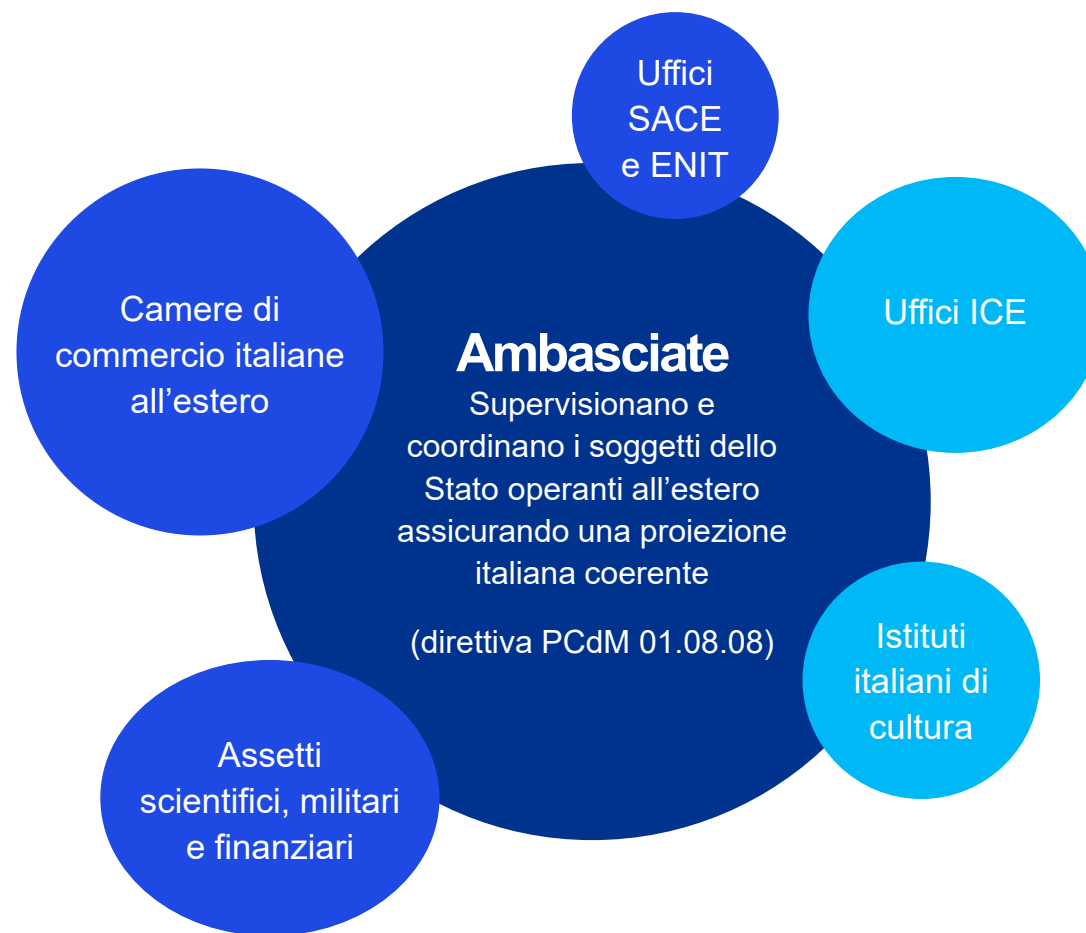 Uffici
SACE
e ENIT
Camere di
commercio italiane
all’estero
Uffici ICE
Ambasciate
Supervisionano e
coordinano i soggetti dello
Stato operanti all’estero
assicurando una proiezione
italiana coerente
(direttiva PCdM 01.08.08)
Istituti
italiani di
cultura
Assetti
scientifici, militari
e finanziari